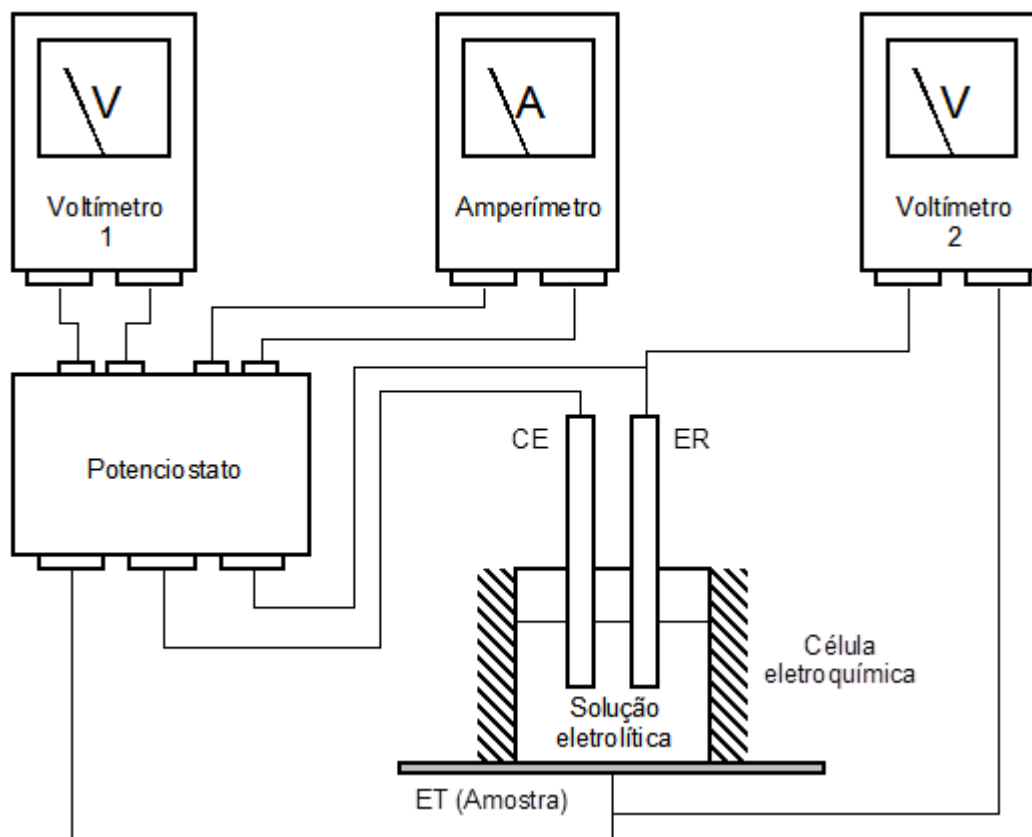 V
Voltímetro
1
A
Amperímetro
V
Voltímetro
2
Potenciostato
CE
ER
Célula
eletroquímica
Solução
eletrolítica
ET (Amostra)